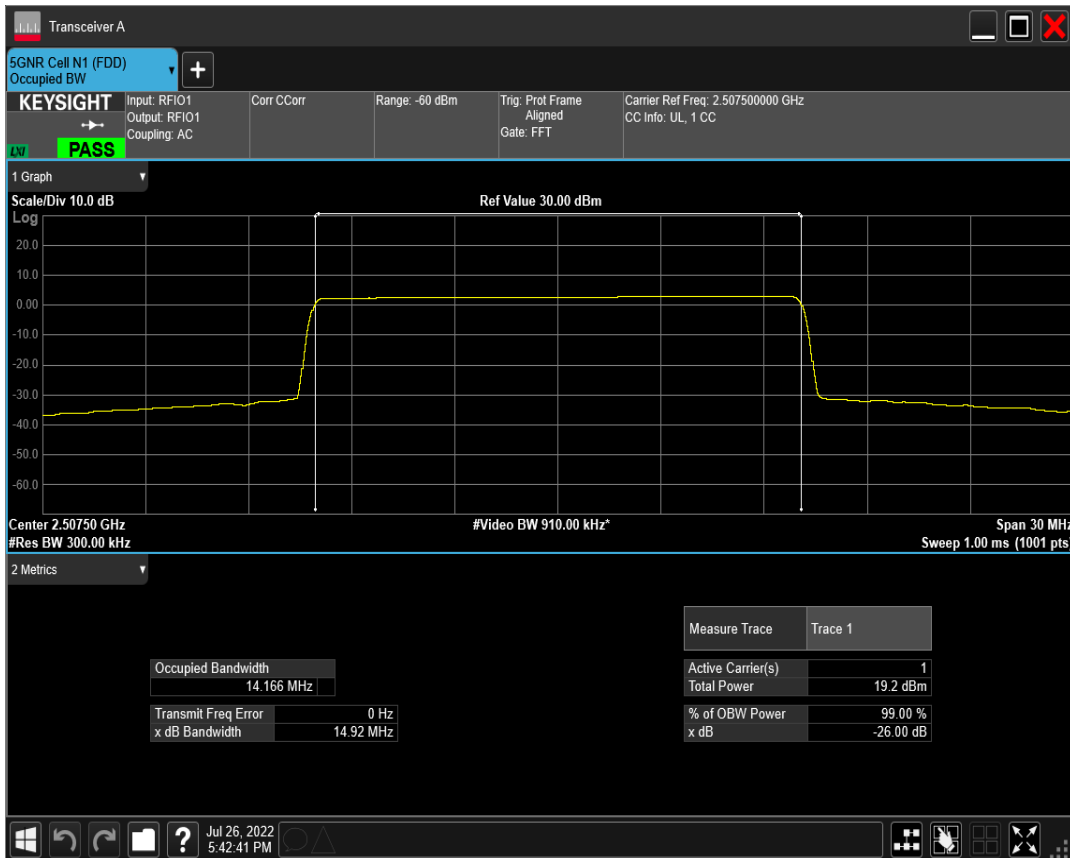 Transceiver A
5GNR Cell N1 (FDD)
Occupied BW
+
KEYSIGHT
LXI
PASS
Input: RFIO1
Output: RFIO1
Coupling: AC
Corr CCorr
Range: -60 dBm
Trig: Prot Frame
Aligned
Gate: FFT
Carrier Ref Freq: 2.507500000 GHz
CC Info: UL, 1 CC
1 Graph
Scale/Div 10.0 dB
Ref Value 30.00 dBm
Log
20.0
10.0
0.00
-10.0
-20.0
-30.0
-40.0
-50.0
-60.0
Center 2.50750 GHz
#Video BW 910.00 kHz*
Span 30 MHz
#Res BW 300.00 kHz
Sweep 1.00 ms (1001 pts)
2 Metrics
Measure Trace Trace 1
Occupied Bandwidth
14.166 MHz
Active Carrier(s) 1
Total Power 19.2 dBm
Transmit Freq Error 0 Hz
x dB Bandwidth 14.92 MHz
% of OBW Power 99.00 %
x dB -26.00 dB
?
Jul 26, 2022
5:42:41 PM